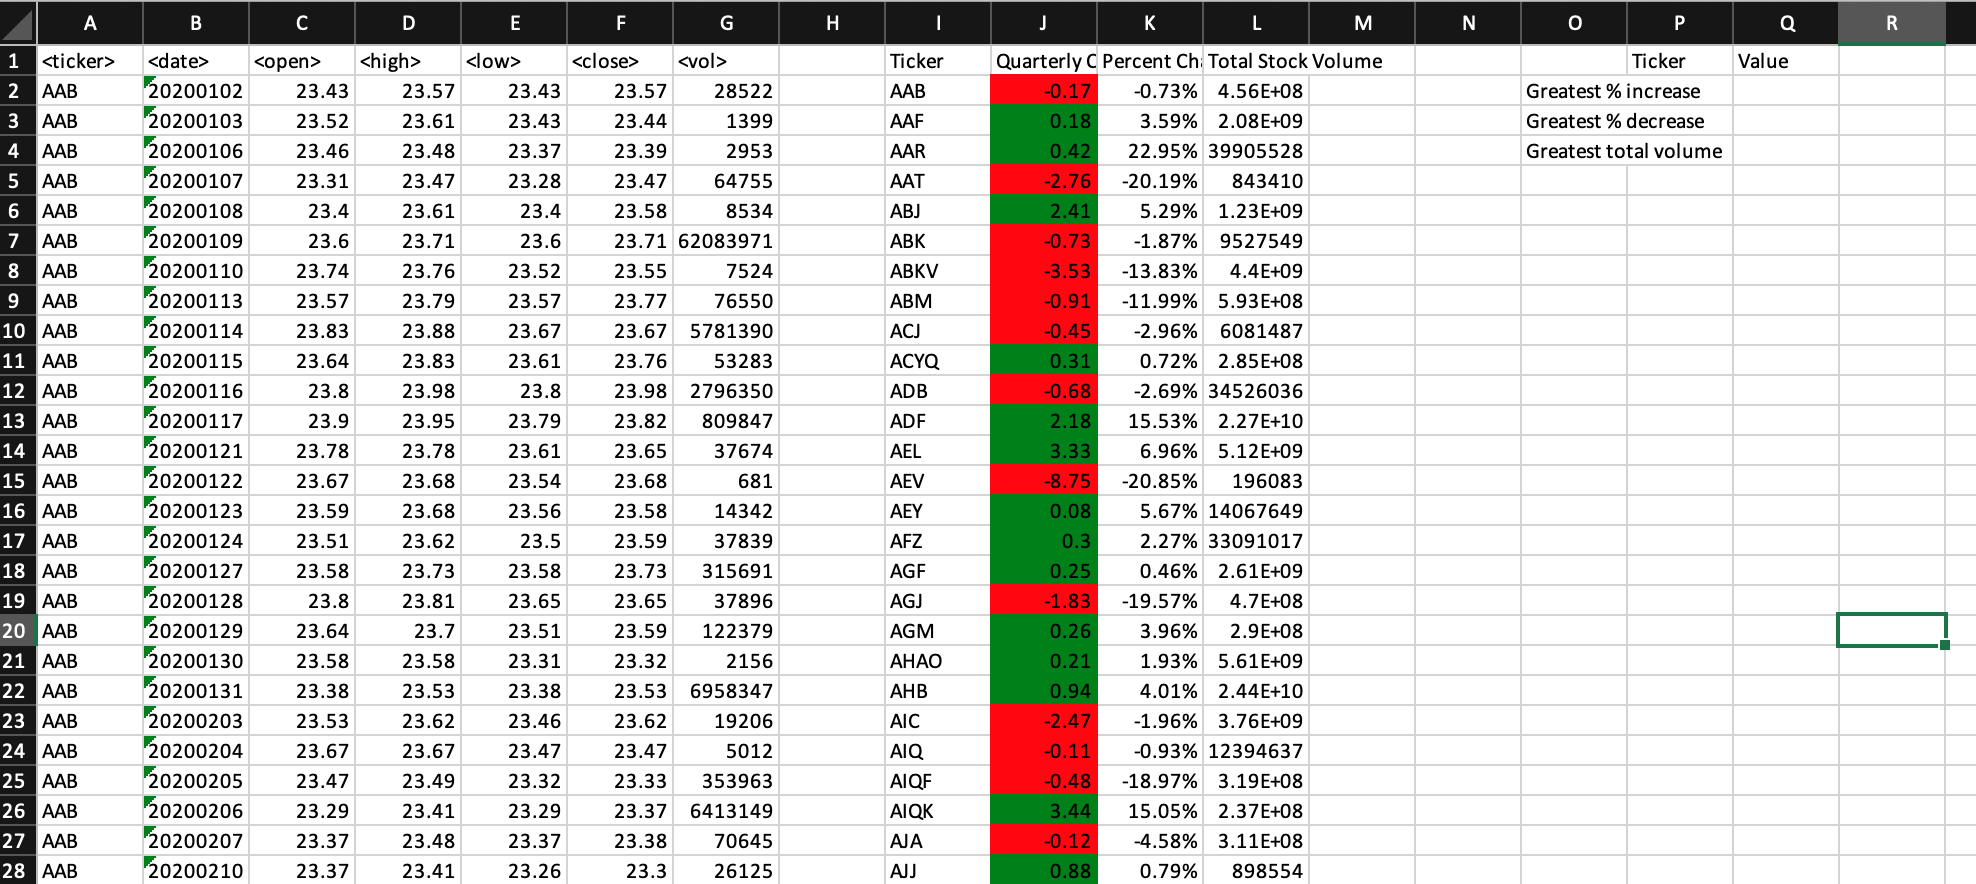 A B C D E F G H I J K L M N O P Q R
1 <ticker> <date> <open> <high> <low> <close> <vol> Ticker Quarterly C Percent Ch Total Stock Volume Ticker Value
2 AAB 20200102 23.43 23.57 23.43 23.57 28522 AAB -0.17 -0.73% 4.56E+08 Greatest % increase
3 AAB 20200103 23.52 23.61 23.43 23.44 1399 AAF 0.18 3.59% 2.08E+09 Greatest % decrease
4 AAB 20200106 23.46 23.48 23.37 23.39 2953 AAR 0.42 22.95% 39905528 Greatest total volume
5 AAB 20200107 23.31 23.47 23.28 23.47 64755 AAT -2.76 -20.19% 843410
6 AAB 20200108 23.4 23.61 23.4 23.58 8534 ABJ 2.41 5.29% 1.23E+09
7 AAB 20200109 23.6 23.71 23.6 23.71 62083971 ABK -0.73 -1.87% 9527549
8 AAB 20200110 23.74 23.76 23.52 23.55 7524 ABKV -3.53 -13.83% 4.4E+09
9 AAB 20200113 23.57 23.79 23.57 23.77 76550 ABM -0.91 -11.99% 5.93E+08
10 AAB 20200114 23.83 23.88 23.67 23.67 5781390 ACJ -0.45 -2.96% 6081487
11 AAB 20200115 23.64 23.83 23.61 23.76 53283 ACYQ 0.31 0.72% 2.85E+08
12 AAB 20200116 23.8 23.98 23.8 23.98 2796350 ADB -0.68 -2.69% 34526036
13 AAB 20200117 23.9 23.95 23.79 23.82 809847 ADF 2.18 15.53% 2.27E+10
14 AAB 20200121 23.78 23.78 23.61 23.65 37674 AEL 3.33 6.96% 5.12E+09
15 AAB 20200122 23.67 23.68 23.54 23.68 681 AEV -8.75 -20.85% 196083
16 AAB 20200123 23.59 23.68 23.56 23.58 14342 AEY 0.08 5.67% 14067649
17 AAB 20200124 23.51 23.62 23.5 23.59 37839 AFZ 0.3 2.27% 33091017
18 AAB 20200127 23.58 23.73 23.58 23.73 315691 AGF 0.25 0.46% 2.61E+09
19 AAB 20200128 23.8 23.81 23.65 23.65 37896 AGJ -1.83 -19.57% 4.7E+08
20 AAB 20200129 23.64 23.7 23.51 23.59 122379 AGM 0.26 3.96% 2.9E+08
21 AAB 20200130 23.58 23.58 23.31 23.32 2156 AHAO 0.21 1.93% 5.61E+09
22 AAB 20200131 23.38 23.53 23.38 23.53 6958347 AHB 0.94 4.01% 2.44E+10
23 AAB 20200203 23.53 23.62 23.46 23.62 19206 AIC -2.47 -1.96% 3.76E+09
24 AAB 20200204 23.67 23.67 23.47 23.47 5012 AIQ -0.11 -0.93% 12394637
25 AAB 20200205 23.47 23.49 23.32 23.33 353963 AIQF -0.48 -18.97% 3.19E+08
26 AAB 20200206 23.29 23.41 23.29 23.37 6413149 AIQK 3.44 15.05% 2.37E+08
27 AAB 20200207 23.37 23.48 23.37 23.38 70645 AJA -0.12 -4.58% 3.11E+08
28 AAB 20200210 23.37 23.41 23.26 23.3 26125 AJJ 0.88 0.79% 898554